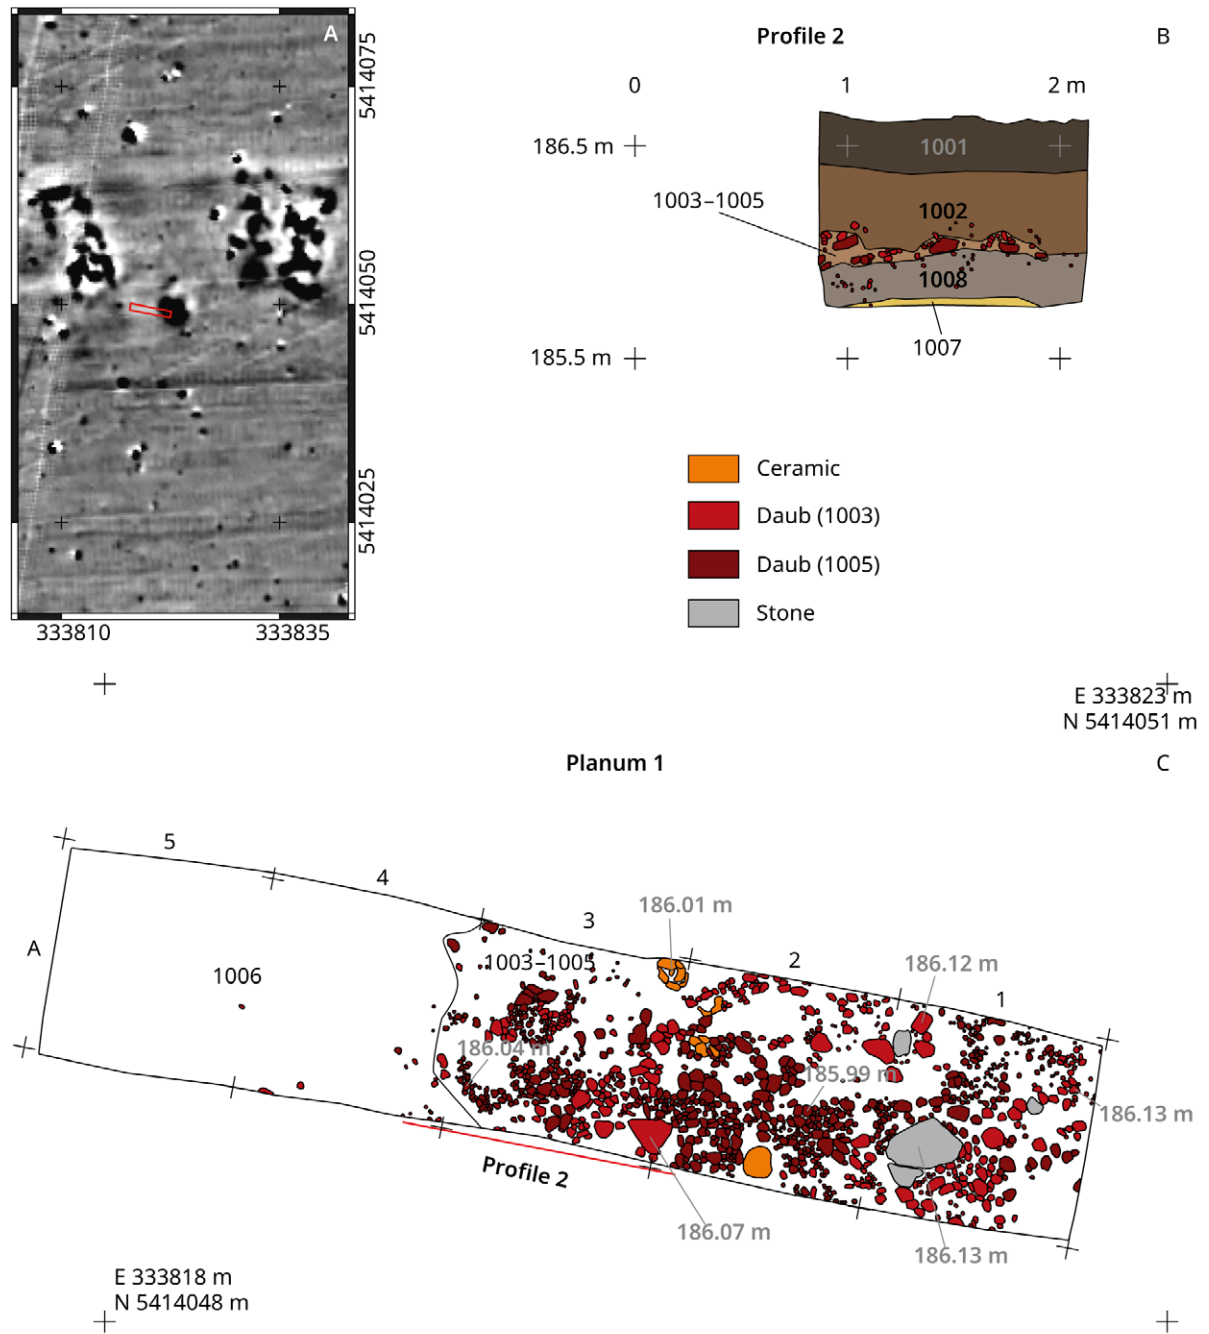 A
5414075
5414050
5414025
333810
333835
Profile 2
B
0
1
2 m
186.5 m
1001
1003–1005
1002
1008
185.5 m
1007
Ceramic
Daub (1003)
Daub (1005)
Stone
E 333823 m
N 5414051 m
Planum 1
C
5
4
3
186.01 m
2
186.12 m
1
A
1006
1003–1005
186.04 m
185.99 m
186.13 m
Profile 2
186.07 m
186.13 m
E 333818 m
N 5414048 m